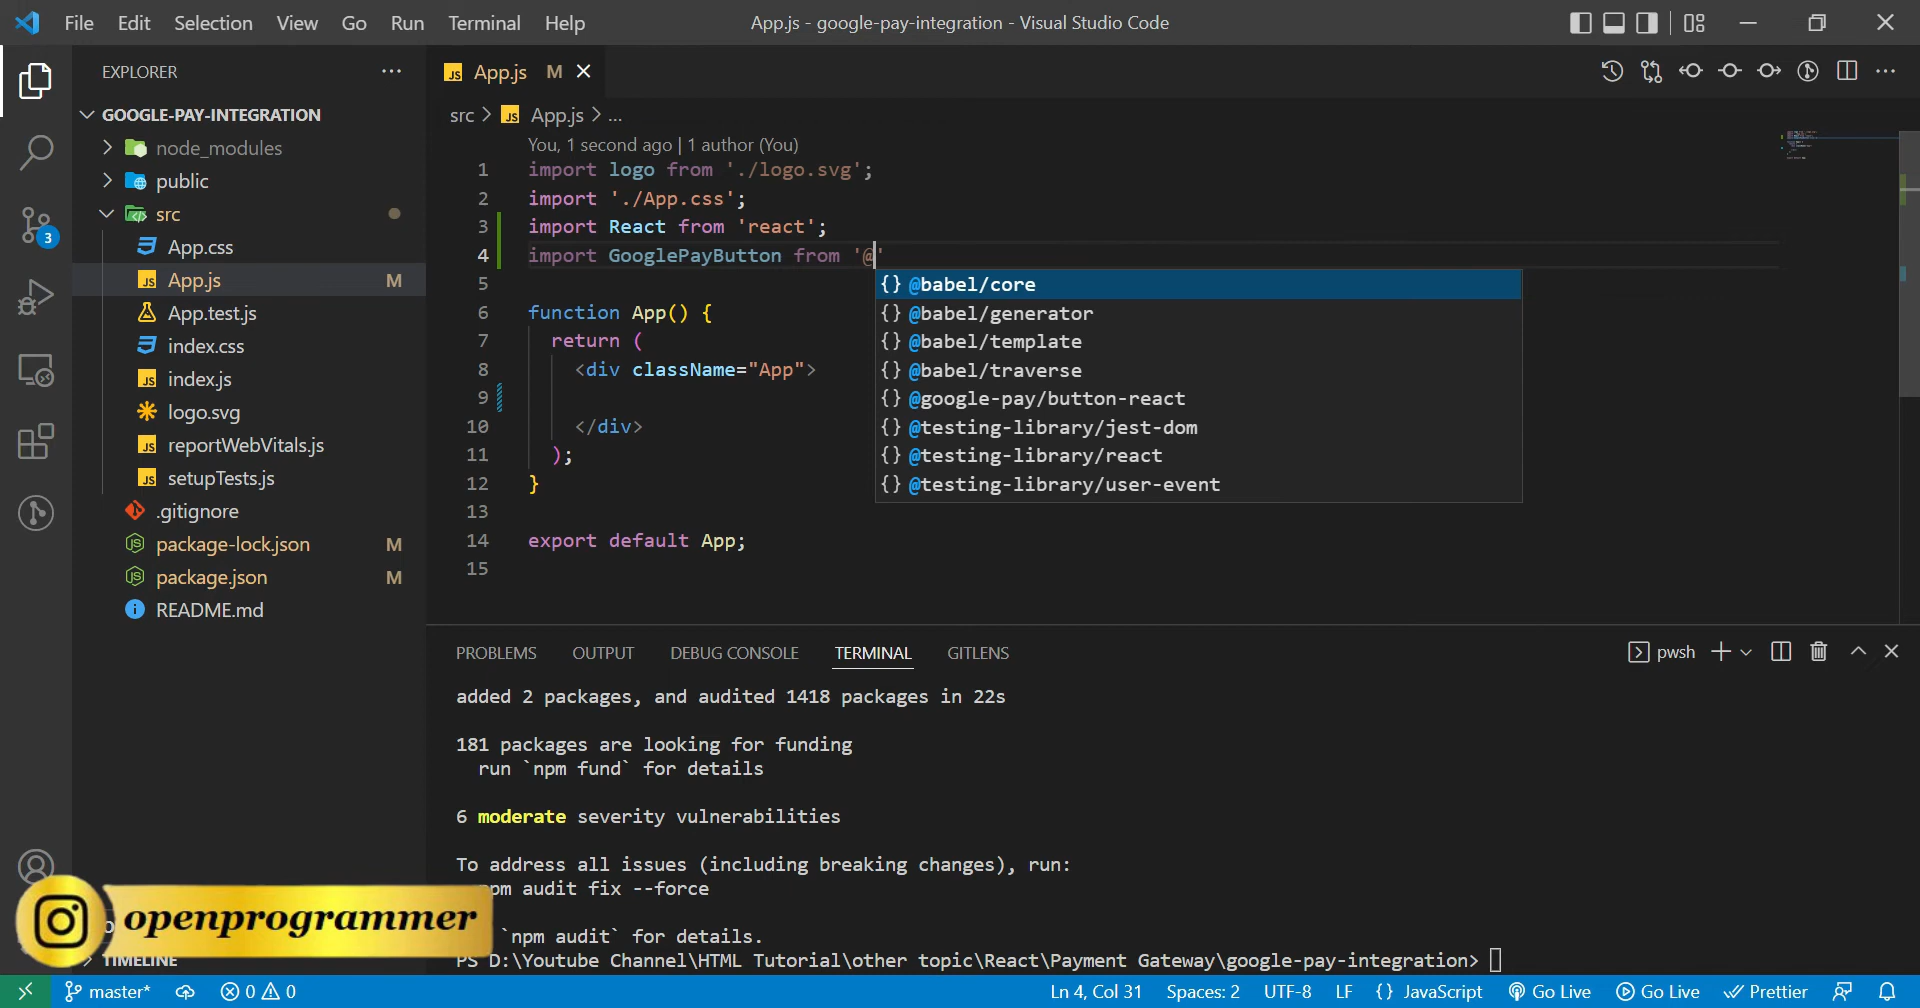 File Edit Selection View Go Run Terminal Help
App.js - google-pay-integration - Visual Studio Code
EXPLORER
GOOGLE-PAY-INTEGRATION
node_modules
public
src
App.css
App.js M
App.test.js
index.css
index.js
logo.svg
reportWebVitals.js
setupTests.js
.gitignore
package-lock.json M
package.json M
README.md
TIMELINE
3
App.js M
src > App.js > ...
You, 1 second ago | 1 author (You)
1 import logo from './logo.svg';
2 import './App.css';
3 import React from 'react';
4 import GooglePayButton from '@'
5
6 function App() {
7 return (
8 <div className="App">
9
10 </div>
11 );
12 }
13
14 export default App;
15
{} @babel/core
{} @babel/generator
{} @babel/template
{} @babel/traverse
{} @google-pay/button-react
{} @testing-library/jest-dom
{} @testing-library/react
{} @testing-library/user-event
PROBLEMS OUTPUT DEBUG CONSOLE TERMINAL GITLENS
pwsh
added 2 packages, and audited 1418 packages in 22s
181 packages are looking for funding
run `npm fund` for details
6 moderate severity vulnerabilities
To address all issues (including breaking changes), run:
npm audit fix --force
`npm audit` for details.
PS D:\Youtube Channel\HTML Tutorial\other topic\React\Payment Gateway\google-pay-integration>
openprogrammer
master* 0 0
Ln 4, Col 31 Spaces: 2 UTF-8 LF {} JavaScript Go Live Go Live Prettier